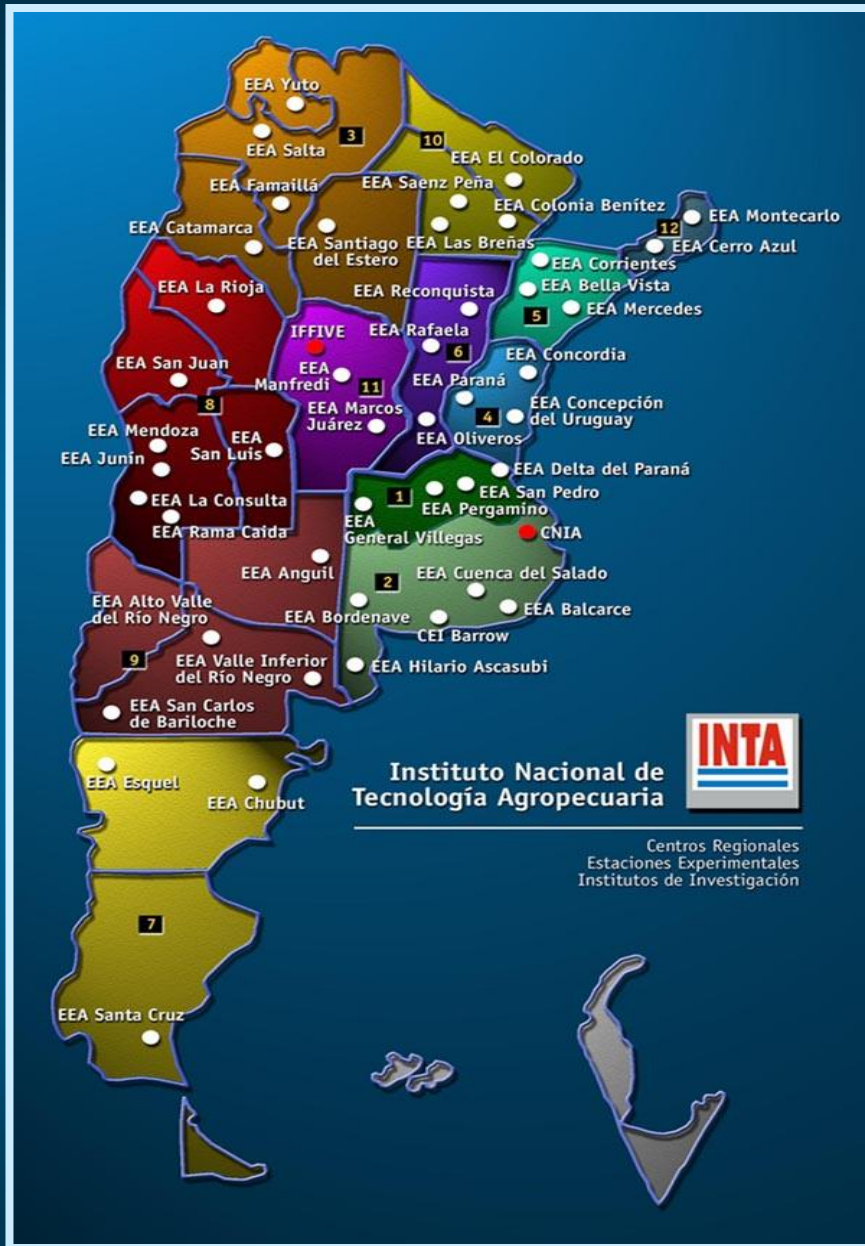 EEA Yuto
3
EEA Salta
10
EEA El Colorado
EEA Famaillá
EEA Saenz Peña
EEA Colonia Benítez
EEA Catamarca
EEA Santiago
del Estero
EEA Las Breñas
12
EEA Montecarlo
EEA Cerro Azul
EEA Corrientes
EEA La Rioja
EEA Reconquista
EEA Bella Vista
5
EEA Mercedes
IFFIVE
EEA Rafaela
6
EEA San Juan
EEA
Manfredi
11
EEA Concordia
EEA Paraná
8
EEA Marcos
Juárez
4
EEA Concepción
del Uruguay
EEA Mendoza
EEA
San Luis
EEA Oliveros
EEA Junín
EEA Delta del Paraná
EEA La Consulta
1
EEA San Pedro
EEA Pergamino
EEA Rama Caida
EEA
General Villegas
CNIA
EEA Anguil
2
EEA Cuenca del Salado
EEA Alto Valle
del Río Negro
EEA Bordenave
EEA Balcarce
CEI Barrow
9
EEA Valle Inferior
del Río Negro
EEA Hilario Ascasubi
EEA San Carlos
de Bariloche
INTA
EEA Esquel
EEA Chubut
Instituto Nacional de
Tecnología Agropecuaria
Centros Regionales
Estaciones Experimentales
Institutos de Investigación
7
EEA Santa Cruz